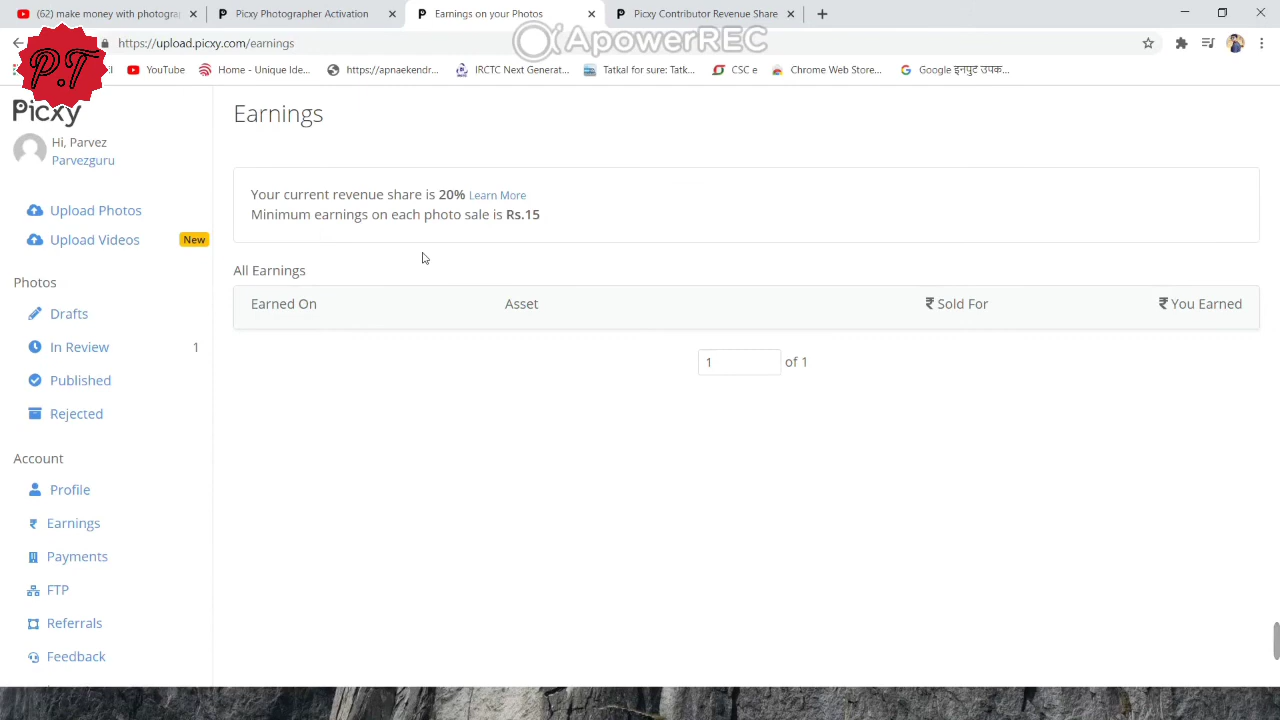 (62) make money with photograp
Picxy Photographer Activation
Earnings on your Photos
Picxy Contributor Revenue Share
ApowerREC
https://upload.picxy.com/earnings
P.T
YouTube
Home - Unique Ide...
https://apnaekendr...
IRCTC Next Generat...
Tatkal for sure: Tatk...
CSC e
Chrome Web Store...
Google इनपुट उपक...
Picxy
Hi, Parvez
Parvezguru
Upload Photos
Upload Videos
New
Photos
Drafts
In Review
1
Published
Rejected
Account
Profile
Earnings
Payments
FTP
Referrals
Feedback
Earnings
Your current revenue share is 20% Learn More
Minimum earnings on each photo sale is Rs.15
All Earnings
Earned On
Asset
₹ Sold For
₹ You Earned
1 of 1